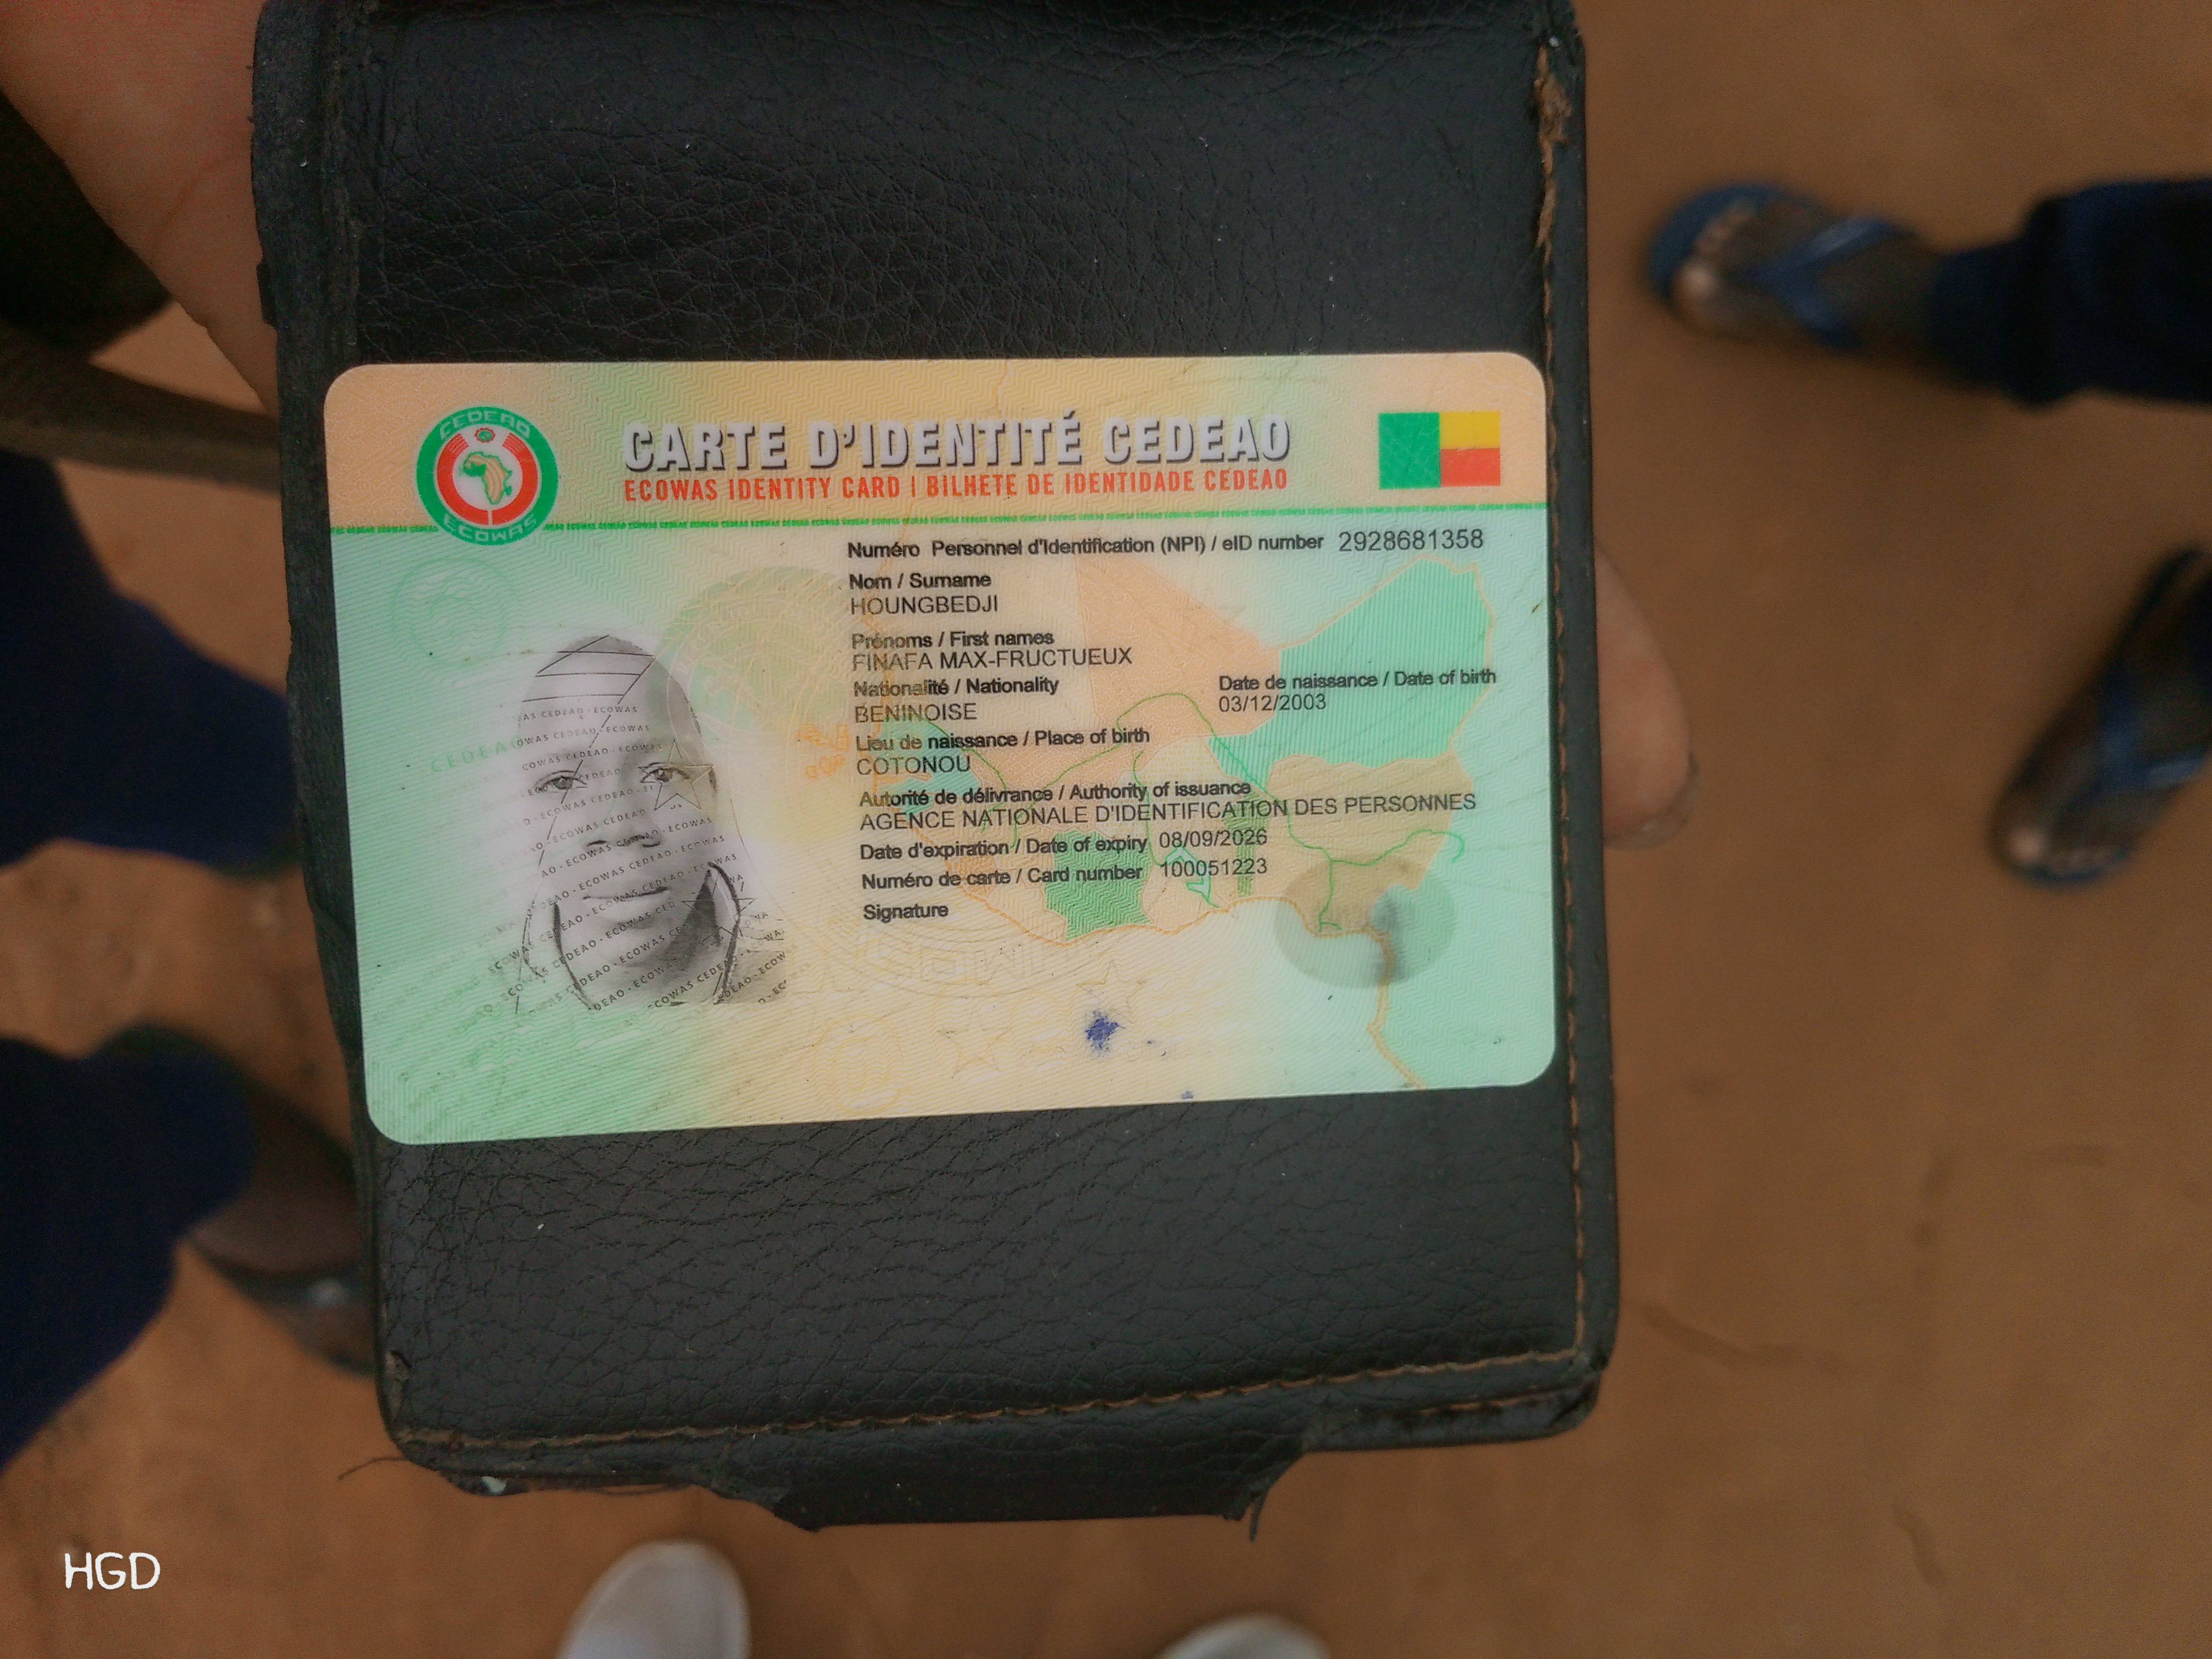 CEDEAO
ECOWAS
CARTE D'IDENTITÉ CEDEAO
ECOWAS IDENTITY CARD | BILHETE DE IDENTIDADE CEDEAO
Numéro Personnel d'Identification (NPI) / eID number 2928681358
Nom / Surname
HOUNGBEDJI
Prénoms / First names
FINAFA MAX-FRUCTUEUX
Nationalité / Nationality
BENINOISE
Date de naissance / Date of birth
03/12/2003
Lieu de naissance / Place of birth
COTONOU
Autorité de délivrance / Authority of issuance
AGENCE NATIONALE D'IDENTIFICATION DES PERSONNES
Date d'expiration / Date of expiry 08/09/2026
Numéro de carte / Card number 100051223
Signature
HGD